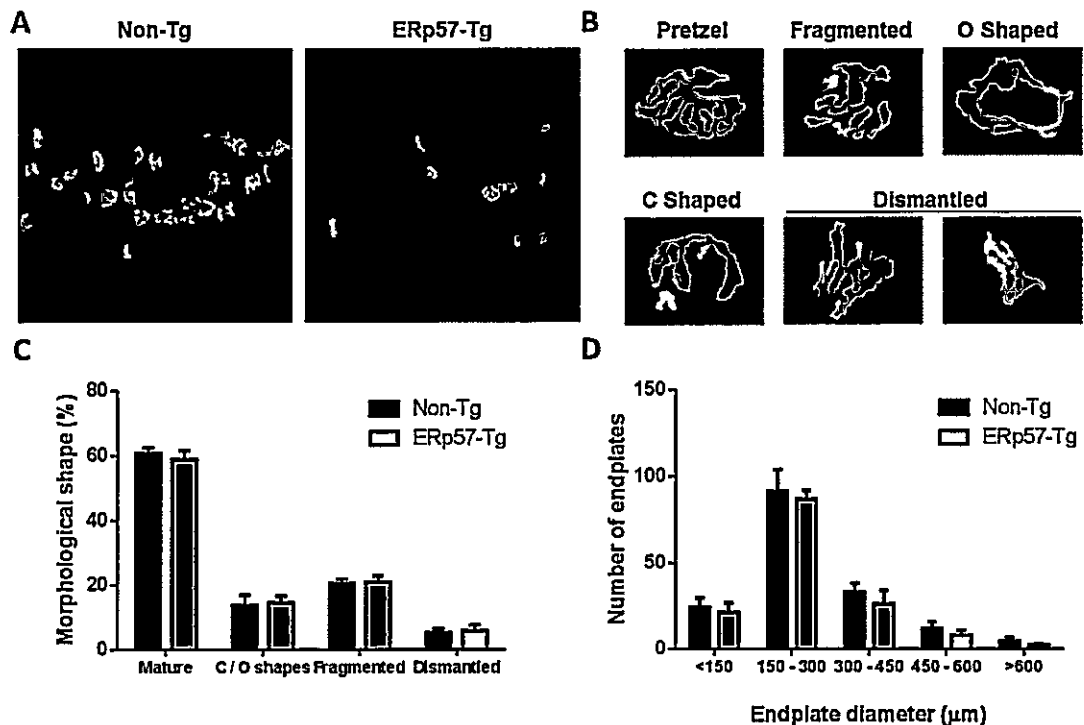 A
Non-Tg
ERp57-Tg
B
Pretzel
Fragmented
O Shaped
C Shaped
Dismantled
C
Morphological shape (%)
80
60
40
20
0
Non-Tg
ERp57-Tg
Mature
C / O shapes
Fragmented
Dismantled
D
Number of endplates
150
100
50
0
Non-Tg
ERp57-Tg
<150
150 - 300
300 - 450
450 - 600
>600
Endplate diameter (μm)